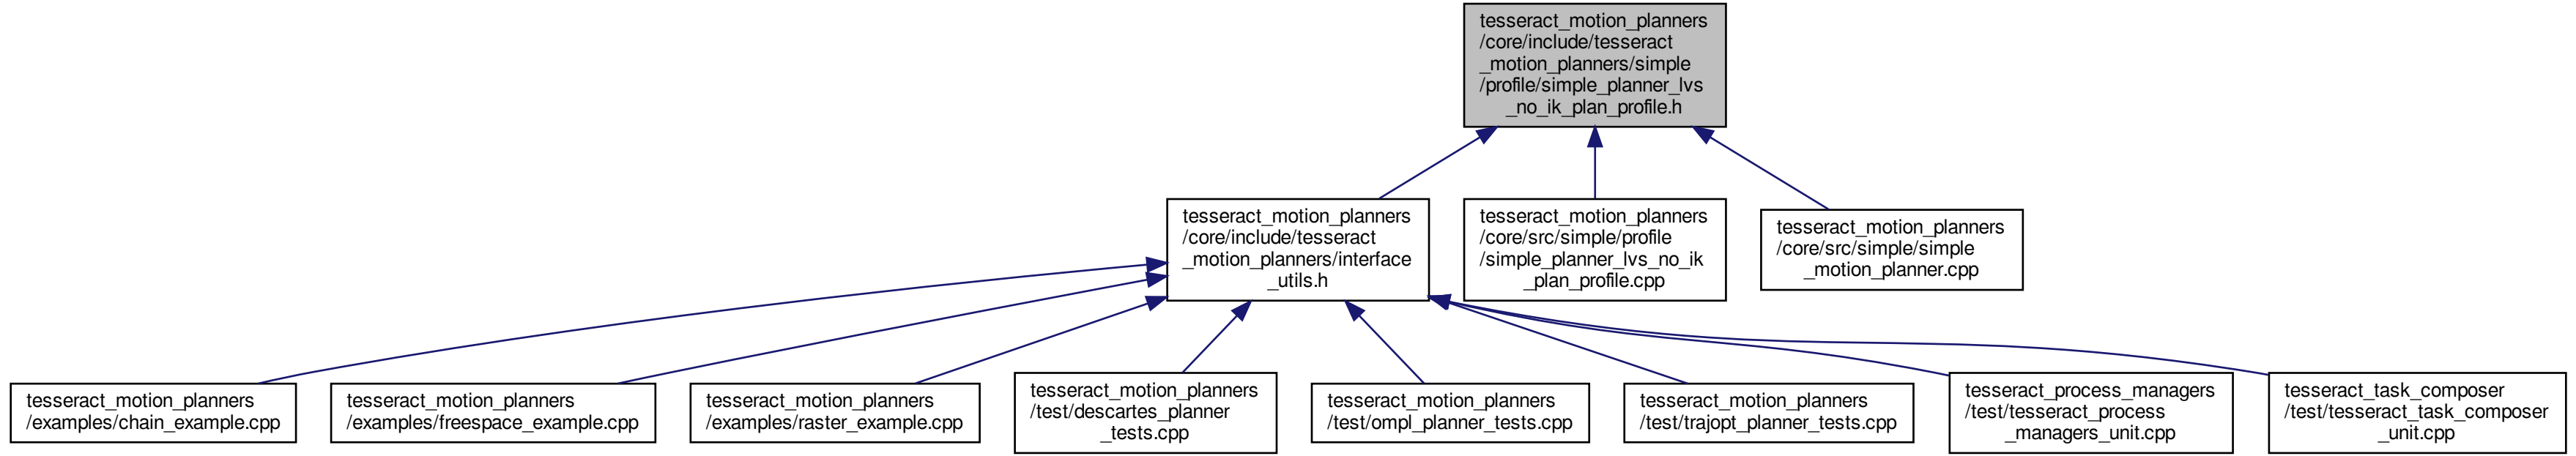 tesseract_motion_planners
/core/include/tesseract
_motion_planners/simple
/profile/simple_planner_lvs
_no_ik_plan_profile.h
tesseract_motion_planners
/core/include/tesseract
_motion_planners/interface
_utils.h
tesseract_motion_planners
/core/src/simple/profile
/simple_planner_lvs_no_ik
_plan_profile.cpp
tesseract_motion_planners
/core/src/simple/simple
_motion_planner.cpp
tesseract_motion_planners
/examples/chain_example.cpp
tesseract_motion_planners
/examples/freespace_example.cpp
tesseract_motion_planners
/examples/raster_example.cpp
tesseract_motion_planners
/test/descartes_planner
_tests.cpp
tesseract_motion_planners
/test/ompl_planner_tests.cpp
tesseract_motion_planners
/test/trajopt_planner_tests.cpp
tesseract_process_managers
/test/tesseract_process
_managers_unit.cpp
tesseract_task_composer
/test/tesseract_task_composer
_unit.cpp